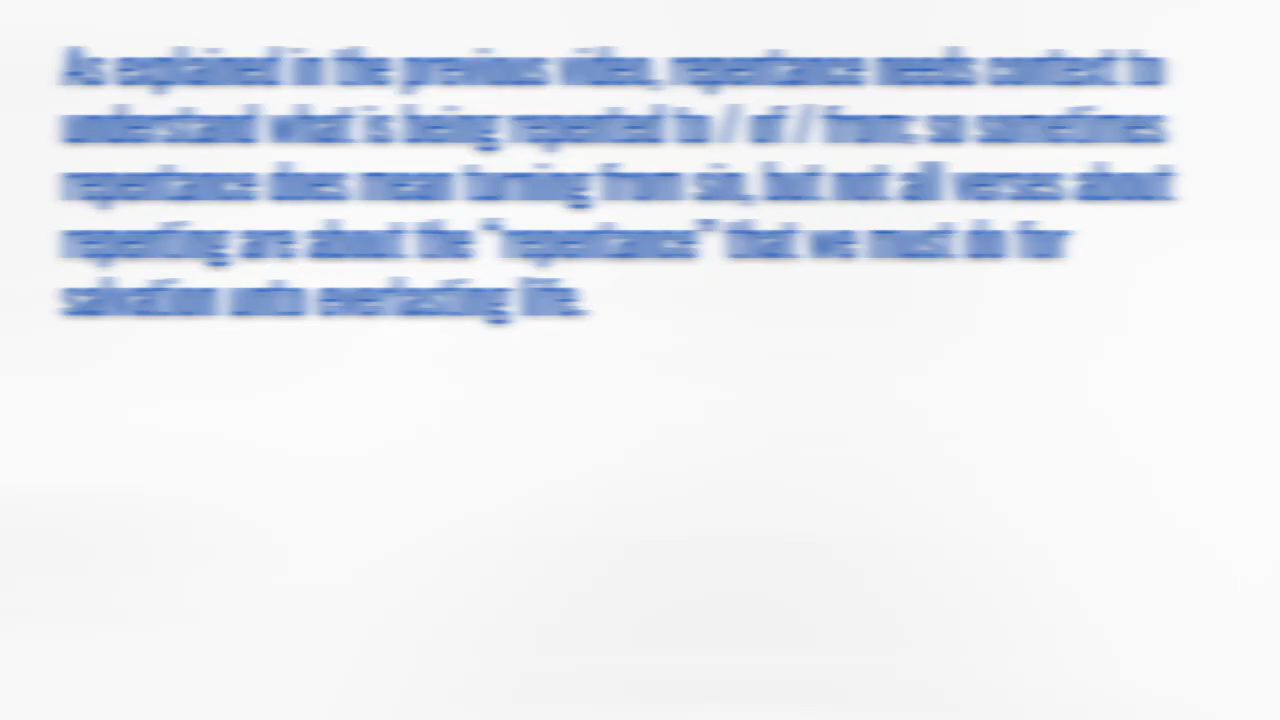 As explained in the previous video, repentance needs context to
understand what is being repented to / of / from, so sometimes
repentance does mean turning from sin, but not all verses about
repenting are about the "repentance" that we must do for
salvation unto everlasting life.